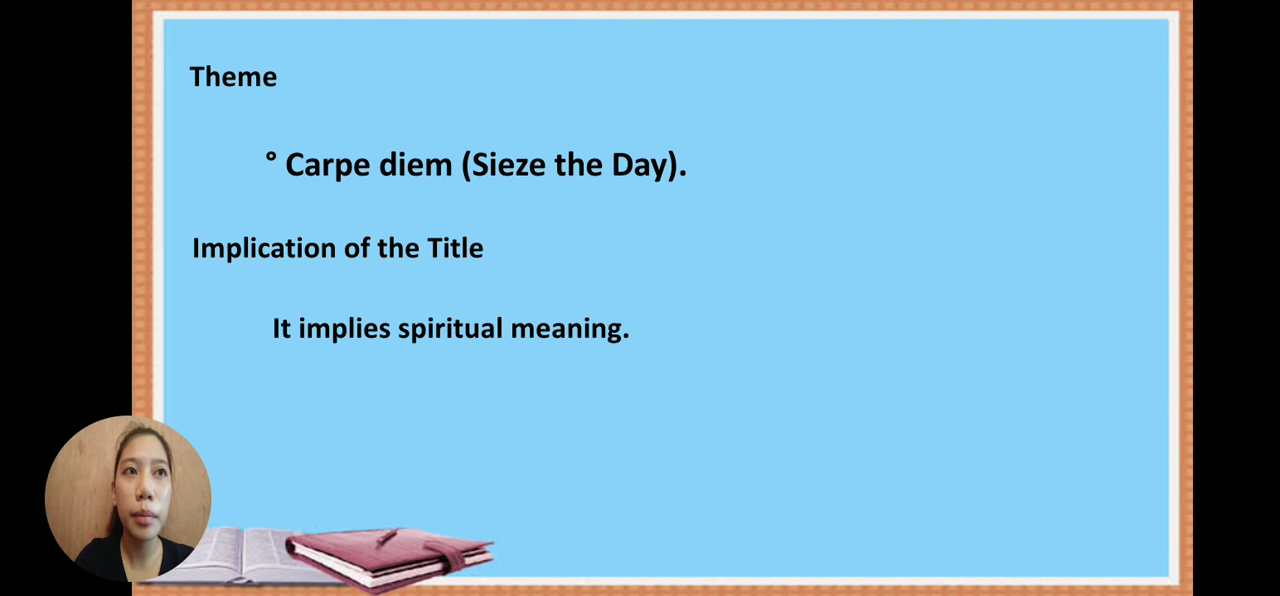 Theme
° Carpe diem (Sieze the Day).
Implication of the Title
It implies spiritual meaning.